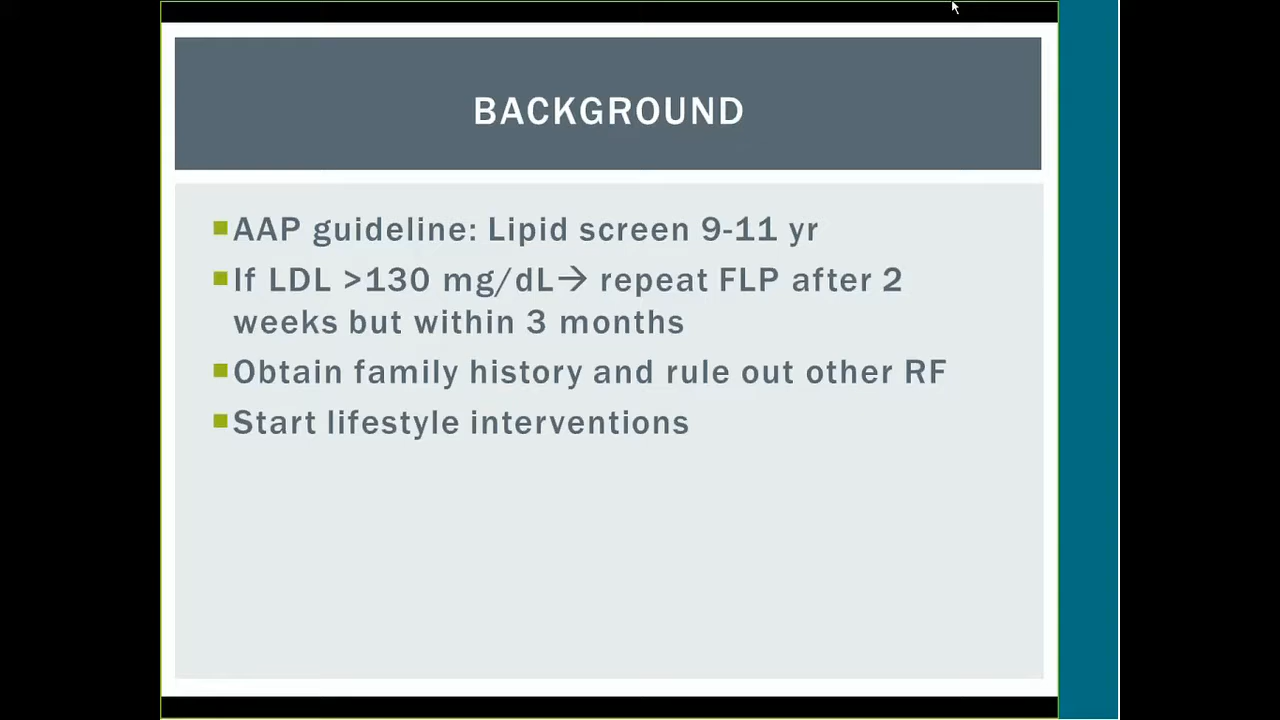 BACKGROUND
AAP guideline: Lipid screen 9-11 yr
If LDL >130 mg/dL→ repeat FLP after 2
weeks but within 3 months
Obtain family history and rule out other RF
Start lifestyle interventions